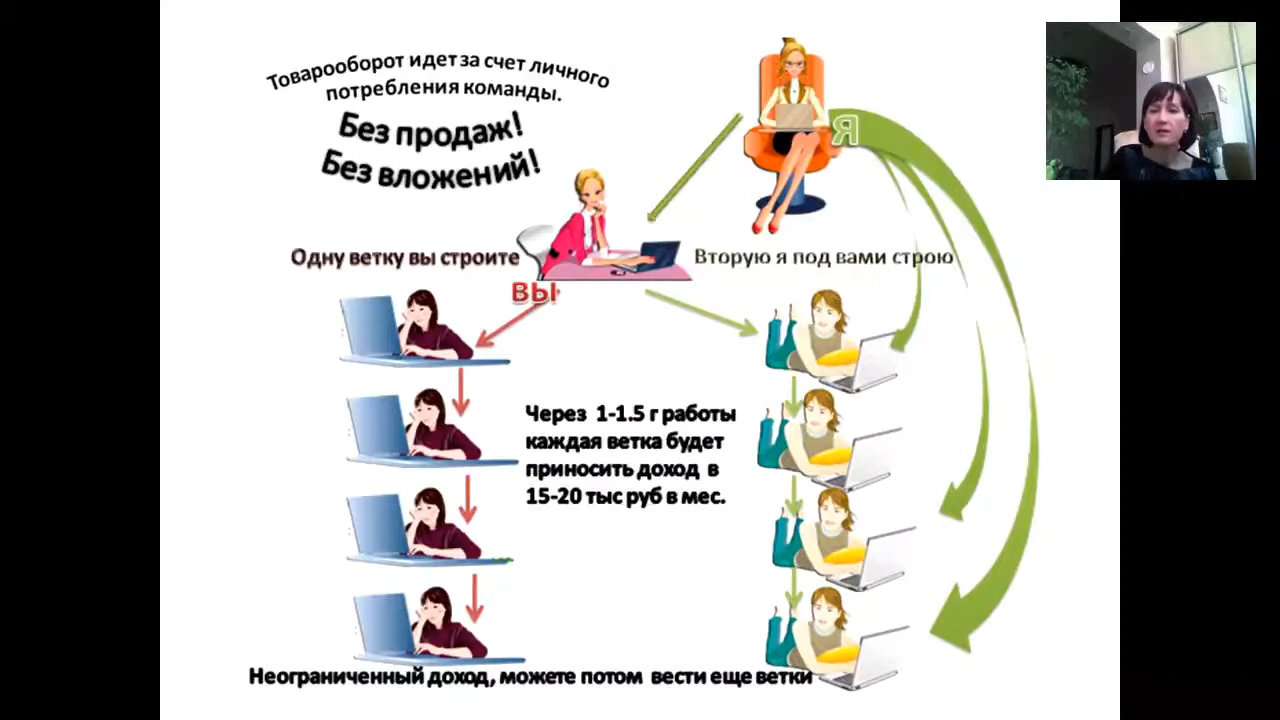 Товарооборот идет за счет личного
потребления команды.
Без продаж!
Без вложений!
Я
Одну ветку вы строите
Вторую я под вами строю
ВЫ
Через 1-1.5 г работы
каждая ветка будет
приносить доход в
15-20 тыс руб в мес.
Неограниченный доход, можете потом вести еще ветки